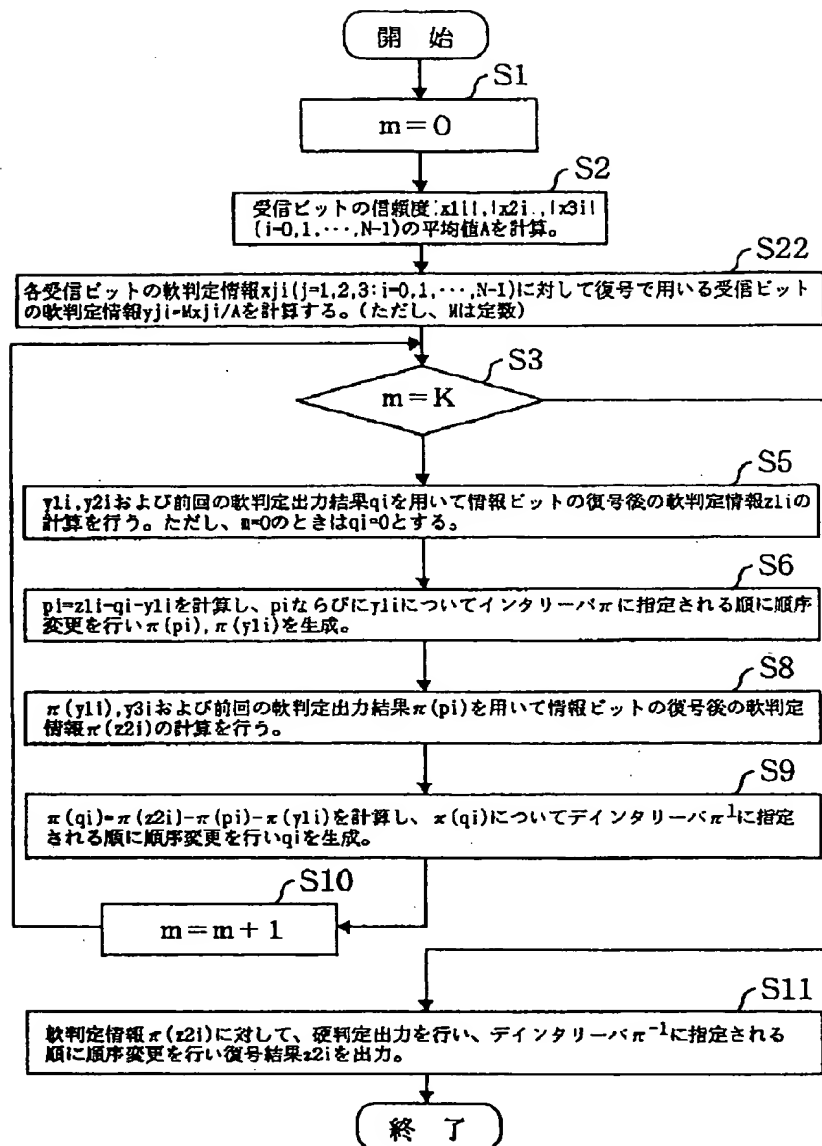 開 始
S1
m=0
S2
受信ビットの信頼度|x1i|,|x2i|,|x3i|
(i=0,1,···,N-1)の平均値Aを計算。
S22
各受信ビットの軟判定情報xji(j=1,2,3:i=0,1,···,N-1)に対して復号で用いる受信ビット
の軟判定情報yji=Mxji/Aを計算する。(ただし、Mは定数)
S3
m=K
S5
y1i,y2iおよび前回の軟判定出力結果qiを用いて情報ビットの復号後の軟判定情報z1iの
計算を行う。ただし、m=0のときはqi=0とする。
S6
pi=z1i-qi-y1iを計算し、piならびにy1iについてインタリーバπに指定される順に順序
変更を行いπ(pi),π(y1i)を生成。
S8
π(y1i),y3iおよび前回の軟判定出力結果π(pi)を用いて情報ビットの復号後の軟判定
情報π(z2i)の計算を行う。
S9
π(qi)=π(z2i)-π(pi)-π(y1i)を計算し、π(qi)についてデインタリーバπ¹に指定
される順に順序変更を行いqiを生成。
S10
m=m+1
S11
軟判定情報π(z2i)に対して、硬判定出力を行い、デインタリーバπ⁻¹に指定される
順に順序変更を行い復号結果z2iを出力。
終 了